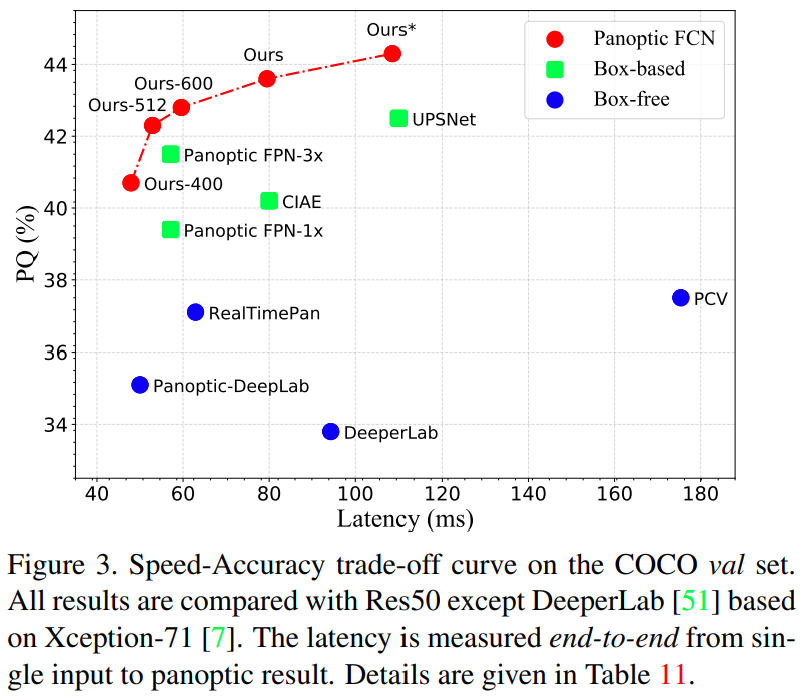 Ours*
Panoptic FCN
Box-based
Box-free
44
Ours
Ours-600
Ours-512
42
UPSNet
Panoptic FPN-3x
Ours-400
40
CIAE
Panoptic FPN-1x
PQ (%)
38
PCV
RealTimePan
36
Panoptic-DeepLab
34
DeeperLab
40 60 80 100 120 140 160 180
Latency (ms)
Figure 3. Speed-Accuracy trade-off curve on the COCO val set.
All results are compared with Res50 except DeeperLab [51] based
on Xception-71 [7]. The latency is measured end-to-end from sin-
gle input to panoptic result. Details are given in Table 11.